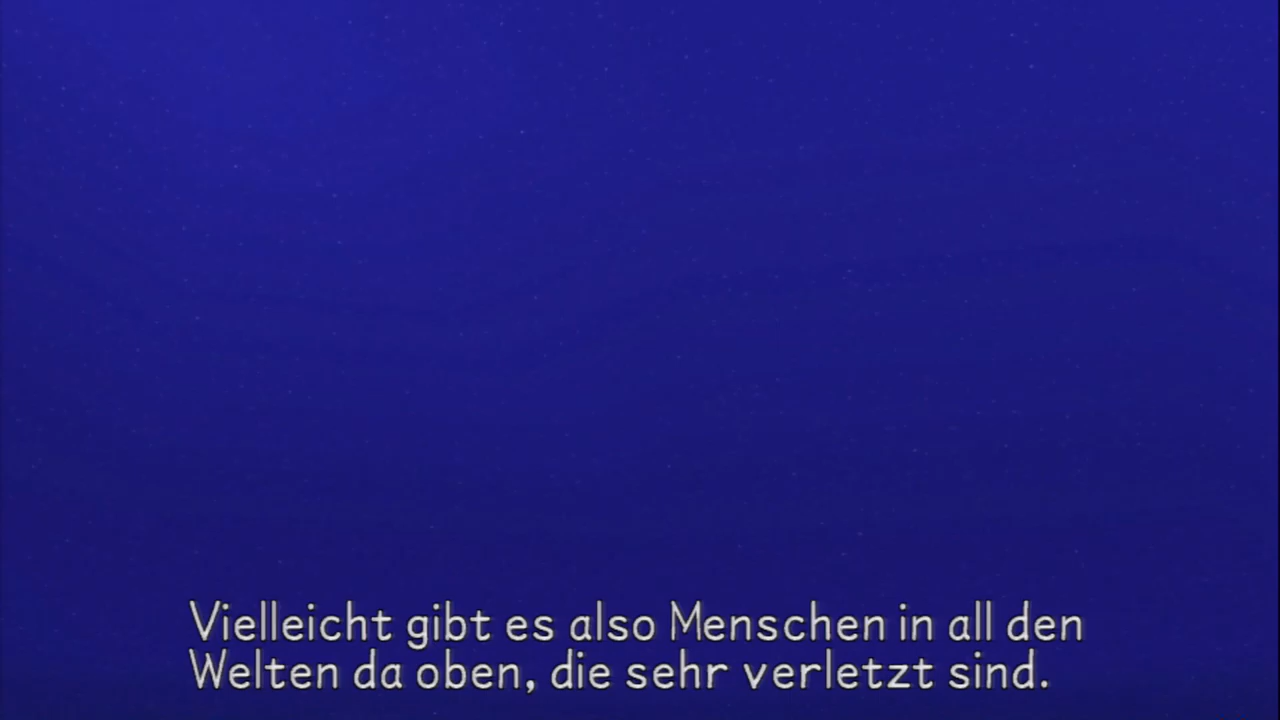 Vielleicht gibt es also Menschen in all den
Welten da oben, die sehr verletzt sind.